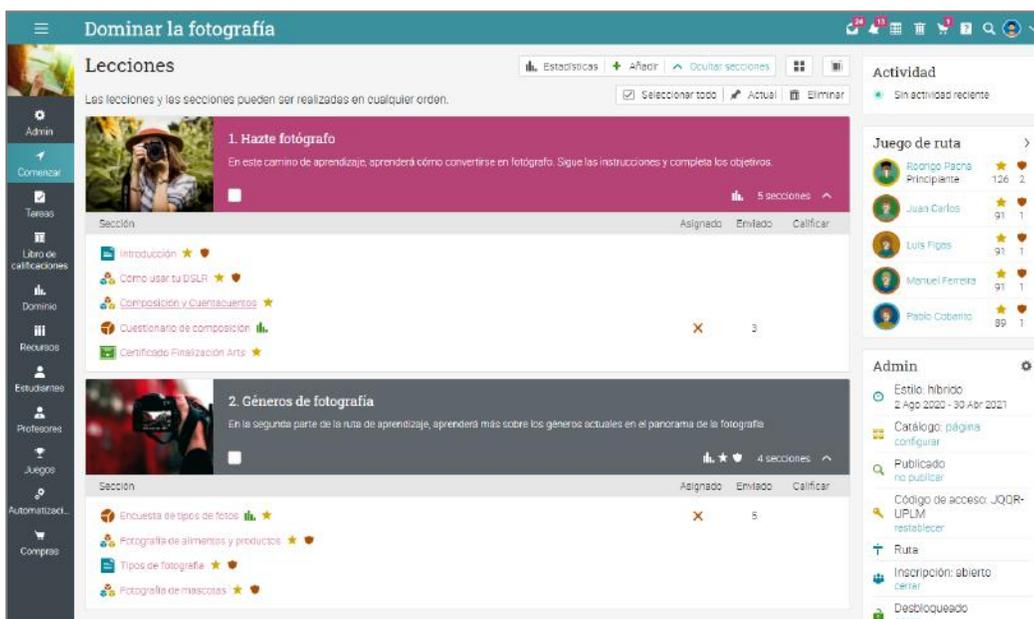 Dominar la fotografía
24
13
1
Admin
Comenzar
Tareas
Libro de
calificaciones
Dominio
Recursos
Estudiantes
Profesores
Juegos
Automatizaci...
Compras
Lecciones
Estadísticas
Añadir
Ocultar secciones
Las lecciones y las secciones pueden ser realizadas en cualquier orden.
Seleccionar todo
Actual
Eliminar
1. Hazte fotógrafo
En este camino de aprendizaje, aprenderá cómo convertirse en fotógrafo. Sigue las instrucciones y completa los objetivos.
5 secciones
Sección Asignado Enviado Calificar
Introducción
Cómo usar tu DSLR
Composición y Cuentacuentos
Cuestionario de composición 3
Certificado Finalización Arts
2. Géneros de fotografía
En la segunda parte de la ruta de aprendizaje, aprenderá más sobre los géneros actuales en el panorama de la fotografía
4 secciones
Sección Asignado Enviado Calificar
Encuesta de tipos de fotos 5
Fotografía de alimentos y productos
Tipos de fotografía
Fotografía de mascotas
Actividad
Sin actividad reciente
Juego de ruta
Rodrigo Pacha
Principiante 126 2
Juan Carlos 91 1
Luis Figas 91 1
Manuel Ferreira 91 1
Pablo Cobarito 89 1
Admin
Estilo: híbrido
2 Ago 2020 - 30 Abr 2021
Catálogo: página
configurar
Publicado
no publicar
Código de acceso: JQQR-
UPLM
restablecer
Ruta
Inscripción: abierto
cerrar
Desbloqueado